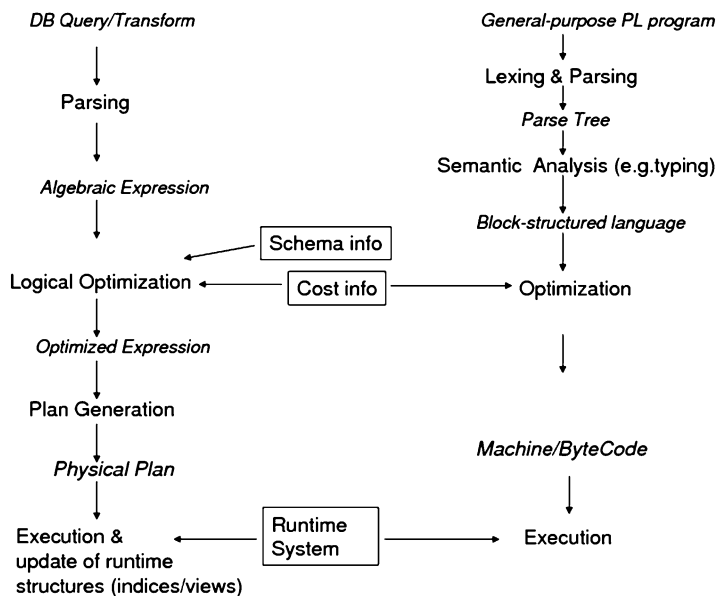 DB Query/Transform
Parsing
Algebraic Expression
Logical Optimization
Optimized Expression
Plan Generation
Physical Plan
Execution &
update of runtime
structures (indices/views)
Schema info
Cost info
Runtime
System
General-purpose PL program
Lexing & Parsing
Parse Tree
Semantic Analysis (e.g.typing)
Block-structured language
Optimization
Machine/ByteCode
Execution